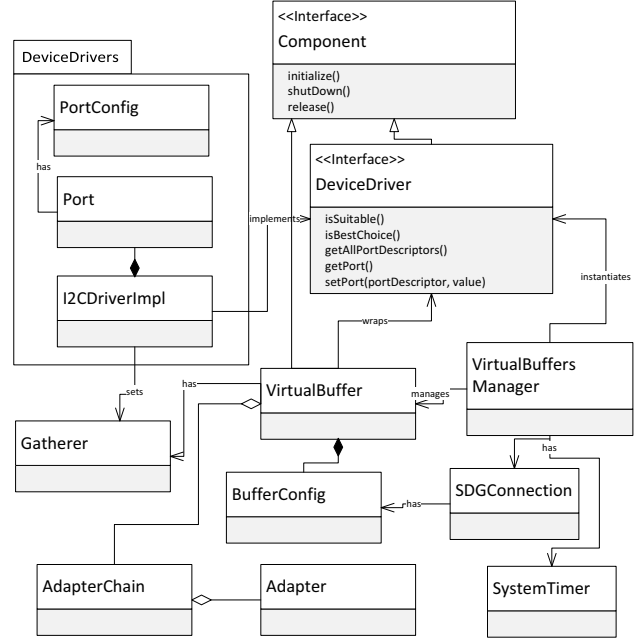 <<Interface>>
Component
initialize()
shutDown()
release()
DeviceDrivers
PortConfig
has
Port
I2CDriverImpl
implements
<<Interface>>
DeviceDriver
isSuitable()
isBestChoice()
getAllPortDescriptors()
getPort()
setPort(portDescriptor, value)
instantiates
wraps
sets
has
VirtualBuffer
manages
VirtualBuffers
Manager
Gatherer
BufferConfig
has
SDGConnection
has
AdapterChain
Adapter
SystemTimer